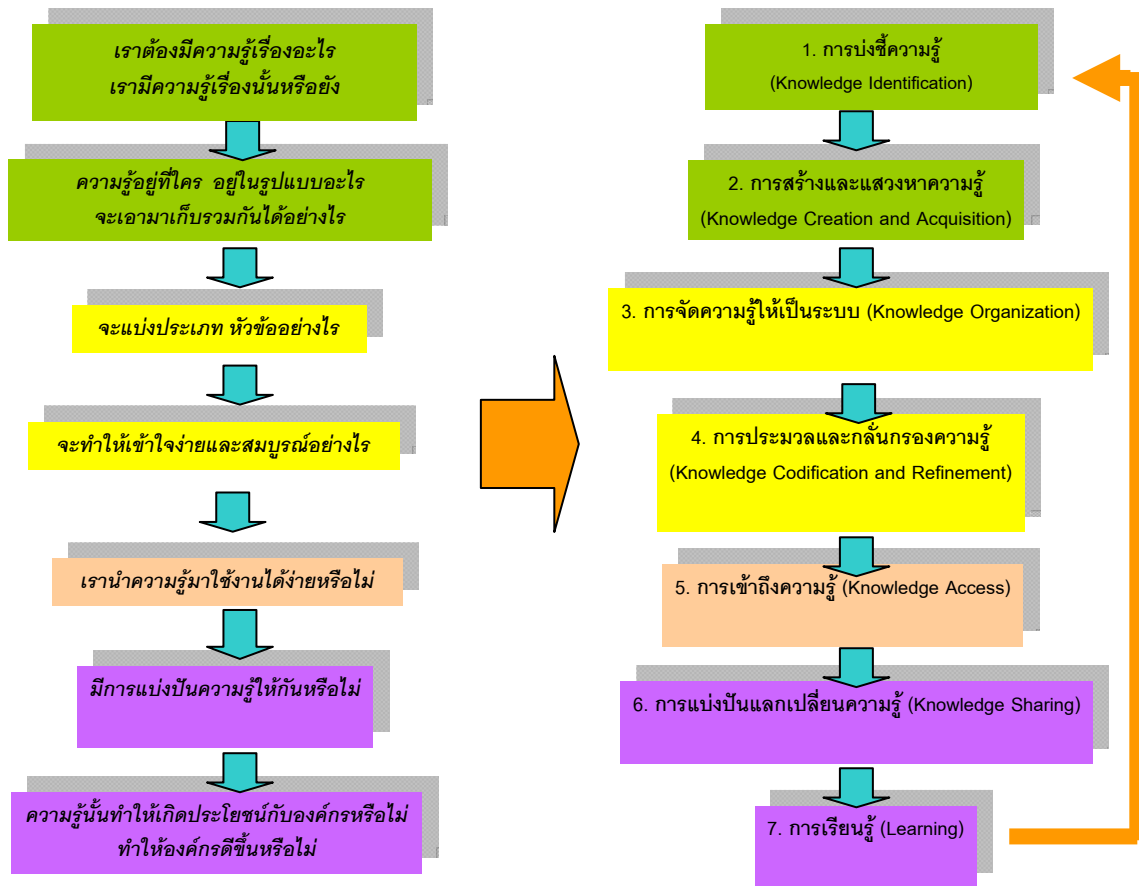 เราต้องมีความรู้เรื่องอะไร
เรามีความรู้เรื่องนั้นหรือยัง
ความรู้อยู่ที่ใคร อยู่ในรูปแบบอะไร
จะเอามาเก็บรวมกันได้อย่างไร
จะแบ่งประเภท หัวข้ออย่างไร
จะทำให้เข้าใจง่ายและสมบูรณ์อย่างไร
เรานำความรู้มาใช้งานได้ง่ายหรือไม่
มีการแบ่งปันความรู้ให้กันหรือไม่
ความรู้นั้นทำให้เกิดประโยชน์กับองค์กรหรือไม่
ทำให้องค์กรดีขึ้นหรือไม่
1. การบ่งชี้ความรู้
(Knowledge Identification)
2. การสร้างและแสวงหาความรู้
(Knowledge Creation and Acquisition)
3. การจัดความรู้ให้เป็นระบบ (Knowledge Organization)
4. การประมวลและกลั่นกรองความรู้
(Knowledge Codification and Refinement)
5. การเข้าถึงความรู้ (Knowledge Access)
6. การแบ่งปันแลกเปลี่ยนความรู้ (Knowledge Sharing)
7. การเรียนรู้ (Learning)